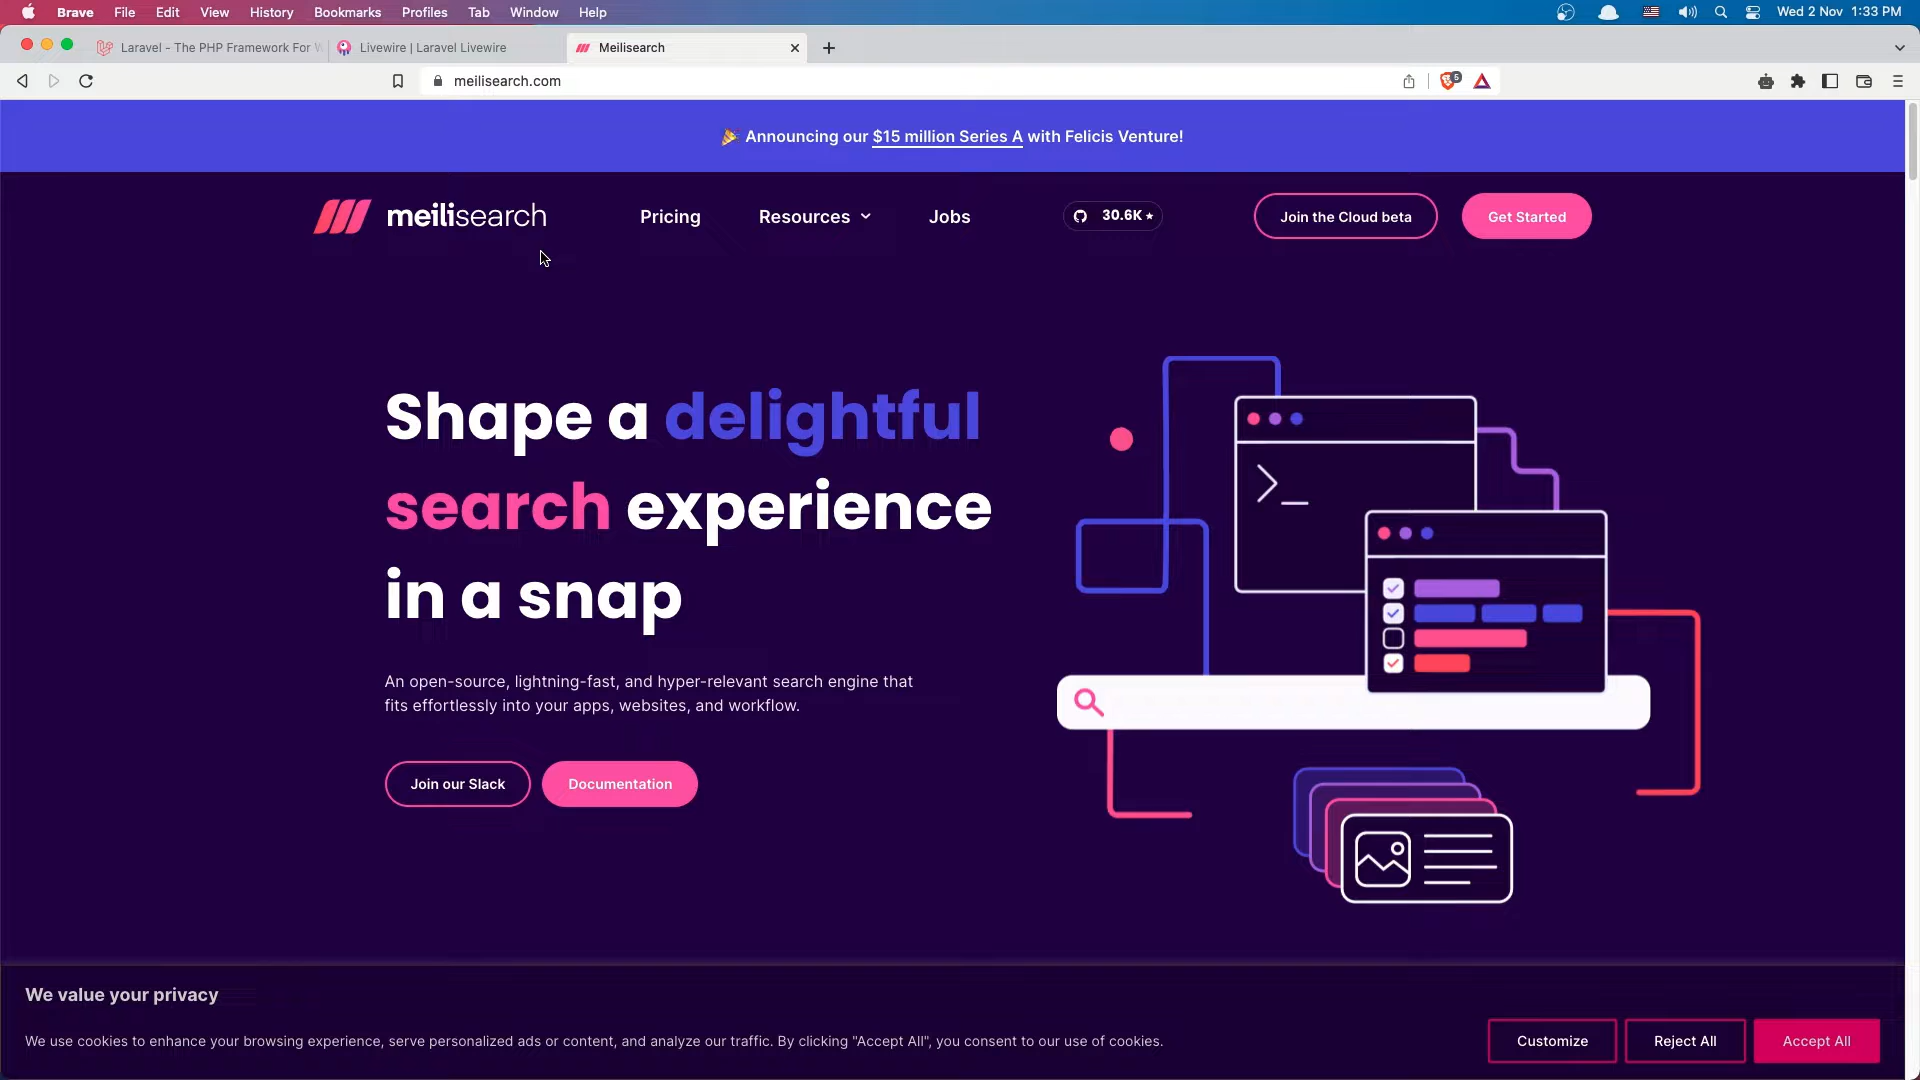 Brave File Edit View History Bookmarks Profiles Tab Window Help Wed 2 Nov 1:33 PM
Laravel - The PHP Framework For W Livewire | Laravel Livewire Meilisearch
meilisearch.com 5
🎉 Announcing our $15 million Series A with Felicis Venture!
meilisearch Pricing Resources Jobs 30.6K ★ Join the Cloud beta Get Started
Shape a delightful
search experience
in a snap
An open-source, lightning-fast, and hyper-relevant search engine that
fits effortlessly into your apps, websites, and workflow.
Join our Slack Documentation
We value your privacy
We use cookies to enhance your browsing experience, serve personalized ads or content, and analyze our traffic. By clicking "Accept All", you consent to our use of cookies.
Customize Reject All Accept All